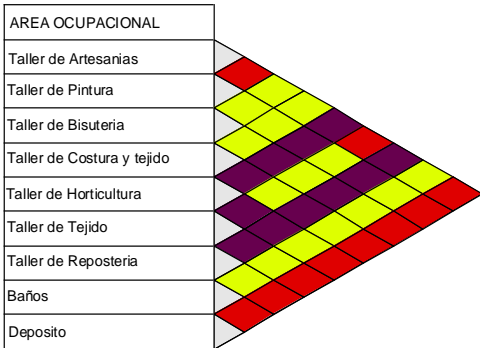 AREA OCUPACIONAL
Taller de Artesanias
Taller de Pintura
Taller de Bisuteria
Taller de Costura y tejido
Taller de Horticultura
Taller de Tejido
Taller de Reposteria
Baños
Deposito